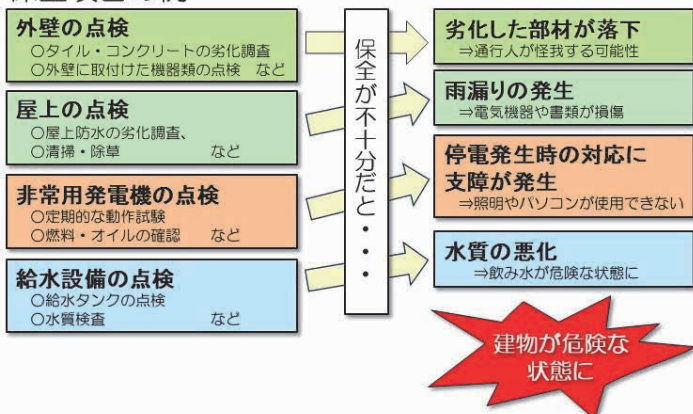 外壁の点検
○タイル・コンクリートの劣化調査
○外壁に取付けた機器類の点検 など
屋上の点検
○屋上防水の劣化調査、
○清掃・除草 など
非常用発電機の点検
○定期的な動作試験
○燃料・オイルの確認 など
給水設備の点検
○給水タンクの点検
○水質検査 など
保全が不十分だと・・・
劣化した部材が落下
⇒通行人が怪我する可能性
雨漏りの発生
⇒電気機器や書類が損傷
停電発生時の対応に
支障が発生
⇒照明やパソコンが使用できない
水質の悪化
⇒飲み水が危険な状態に
建物が危険な
状態に